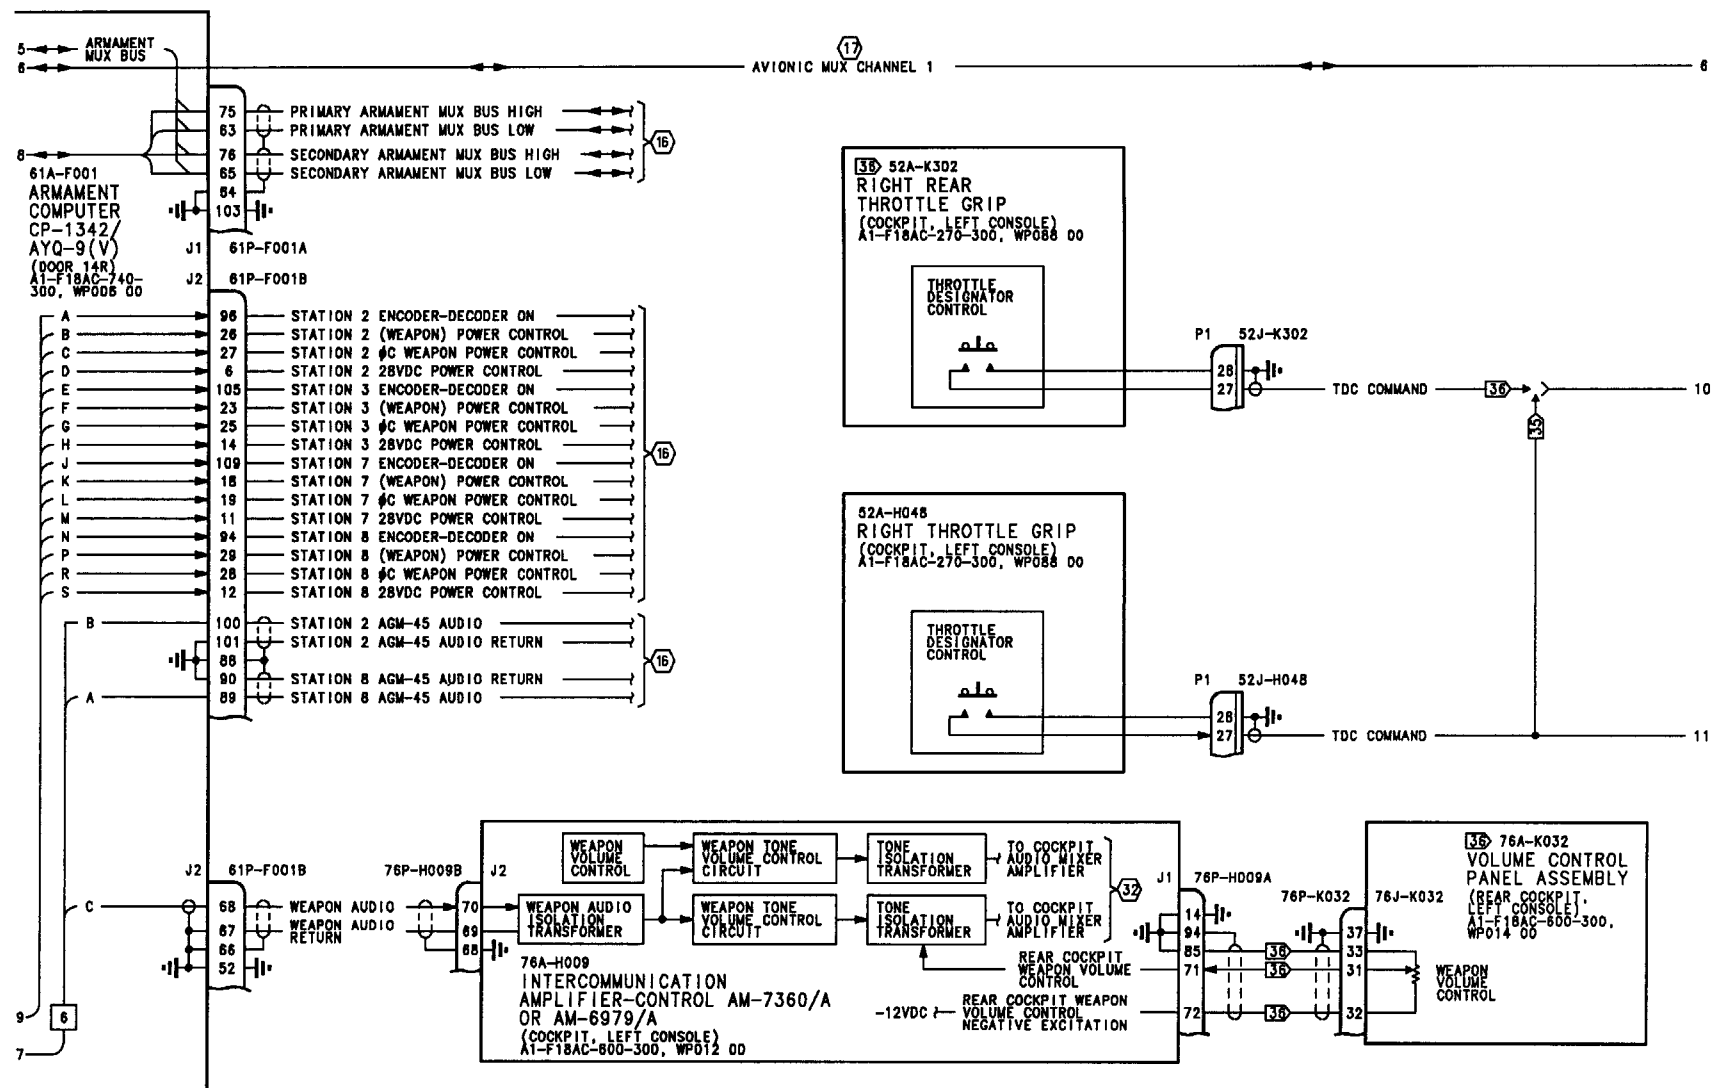 5
ARMAMENT
MUX BUS
6
17
AVIONIC MUX CHANNEL 1
6
75 PRIMARY ARMAMENT MUX BUS HIGH
63 PRIMARY ARMAMENT MUX BUS LOW
8
76 SECONDARY ARMAMENT MUX BUS HIGH
65 SECONDARY ARMAMENT MUX BUS LOW
64
103
16
61A-F001
ARMAMENT
COMPUTER
CP-1342/
AYQ-9(V)
(DOOR 14R)
A1-F18AC-740-
300, WP006 00
J1 61P-F001A
J2 61P-F001B
A 96 STATION 2 ENCODER-DECODER ON
B 26 STATION 2 (WEAPON) POWER CONTROL
C 27 STATION 2 øC WEAPON POWER CONTROL
D 6 STATION 2 28VDC POWER CONTROL
E 105 STATION 3 ENCODER-DECODER ON
F 23 STATION 3 (WEAPON) POWER CONTROL
G 25 STATION 3 øC WEAPON POWER CONTROL
H 14 STATION 3 28VDC POWER CONTROL
J 109 STATION 7 ENCODER-DECODER ON
K 18 STATION 7 (WEAPON) POWER CONTROL
L 19 STATION 7 øC WEAPON POWER CONTROL
M 11 STATION 7 28VDC POWER CONTROL
N 94 STATION 8 ENCODER-DECODER ON
P 29 STATION 8 (WEAPON) POWER CONTROL
R 28 STATION 8 øC WEAPON POWER CONTROL
S 12 STATION 8 28VDC POWER CONTROL
16
B 100 STATION 2 AGM-45 AUDIO
101 STATION 2 AGM-45 AUDIO RETURN
88
90 STATION 8 AGM-45 AUDIO RETURN
A 89 STATION 8 AGM-45 AUDIO
16
36 52A-K302
RIGHT REAR
THROTTLE GRIP
(COCKPIT, LEFT CONSOLE)
A1-F18AC-270-300, WP088 00
THROTTLE
DESIGNATOR
CONTROL
P1 52J-K302
28
27 TDC COMMAND 36 10
35
52A-H048
RIGHT THROTTLE GRIP
(COCKPIT, LEFT CONSOLE)
A1-F18AC-270-300, WP088 00
THROTTLE
DESIGNATOR
CONTROL
P1 52J-H048
28
27 TDC COMMAND 11
J2 61P-F001B
C 68 WEAPON AUDIO
67 WEAPON AUDIO
RETURN
66
52
9
6
7
76P-H009B J2
70
69
68
WEAPON
VOLUME
CONTROL
WEAPON TONE
VOLUME CONTROL
CIRCUIT
TONE
ISOLATION
TRANSFORMER
TO COCKPIT
AUDIO MIXER
AMPLIFIER
WEAPON AUDIO
ISOLATION
TRANSFORMER
WEAPON TONE
VOLUME CONTROL
CIRCUIT
TONE
ISOLATION
TRANSFORMER
TO COCKPIT
AUDIO MIXER
AMPLIFIER
32
76A-H009
INTERCOMMUNICATION
AMPLIFIER-CONTROL AM-7360/A
OR AM-6979/A
(COCKPIT, LEFT CONSOLE)
A1-F18AC-600-300, WP012 00
REAR COCKPIT
WEAPON VOLUME
CONTROL
-12VDC
REAR COCKPIT WEAPON
VOLUME CONTROL
NEGATIVE EXCITATION
J1 76P-H009A
14
94
85 36
71 36
72 36
76P-K032 76J-K032
37
33
31
32
36 76A-K032
VOLUME CONTROL
PANEL ASSEMBLY
(REAR COCKPIT,
LEFT CONSOLE)
A1-F18AC-600-300,
WP014 00
WEAPON
VOLUME
CONTROL